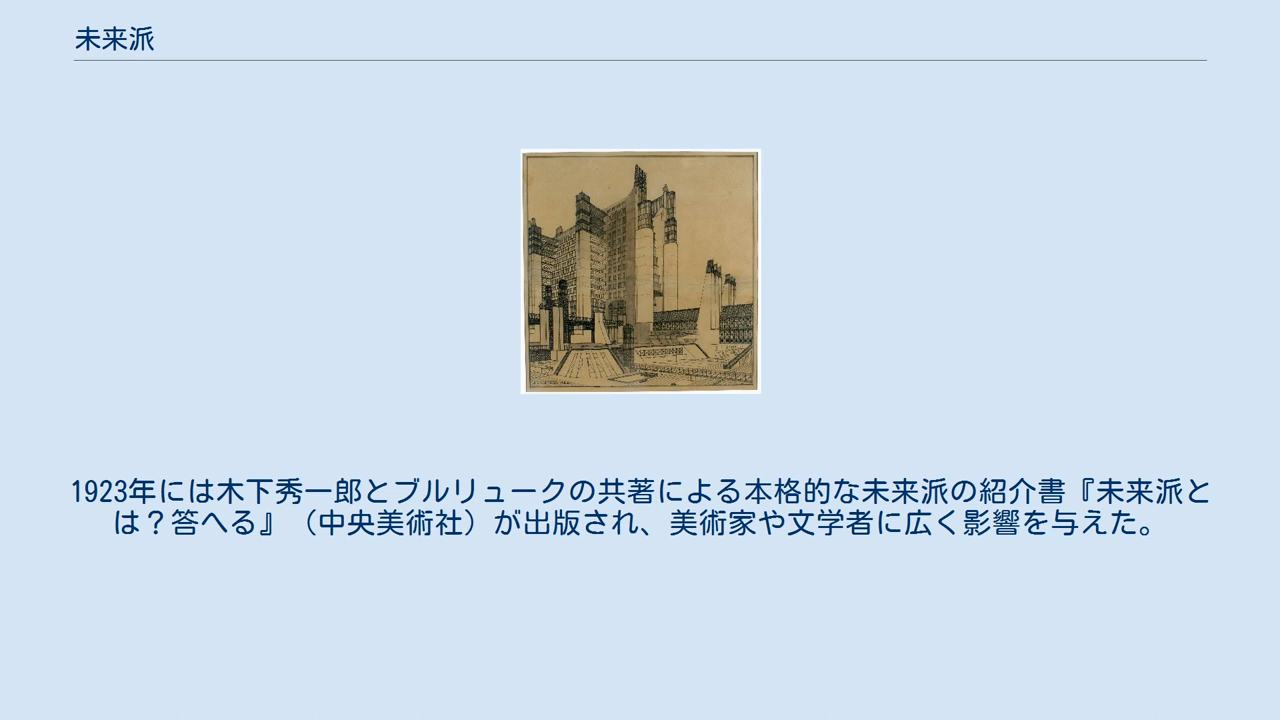 未来派
1923年には木下秀一郎とブルリュークの共著による本格的な未来派の紹介書『未来派と
は？答へる』（中央美術社）が出版され、美術家や文学者に広く影響を与えた。